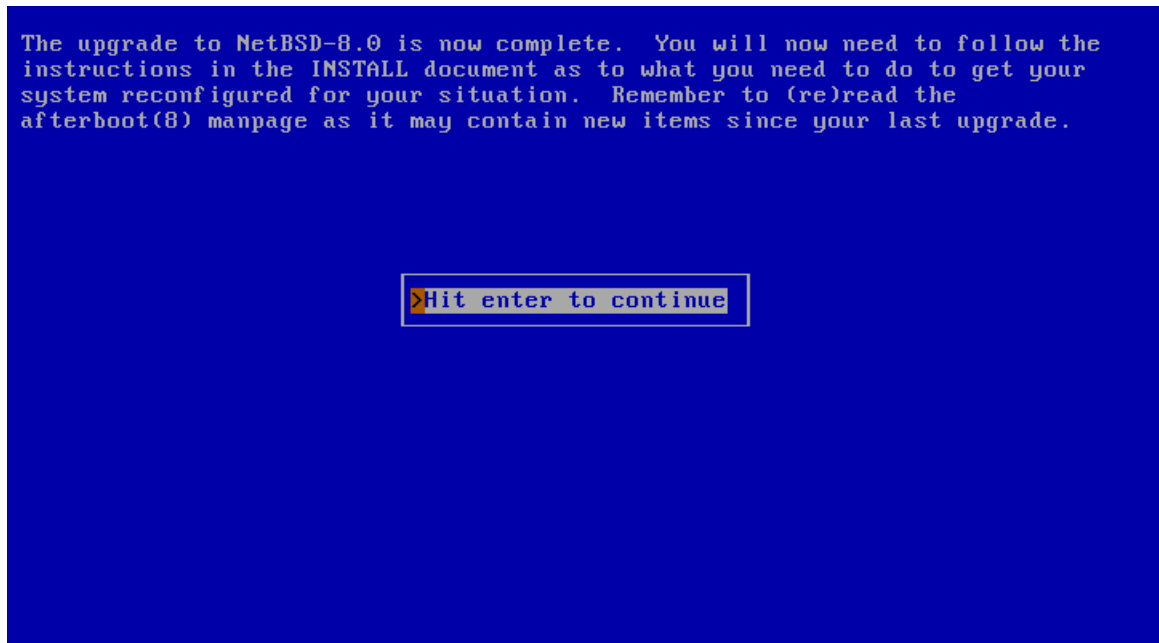 The upgrade to NetBSD-8.0 is now complete.  You will now need to follow the
instructions in the INSTALL document as to what you need to do to get your
system reconfigured for your situation.  Remember to (re)read the
afterboot(8) manpage as it may contain new items since your last upgrade.
>Hit enter to continue